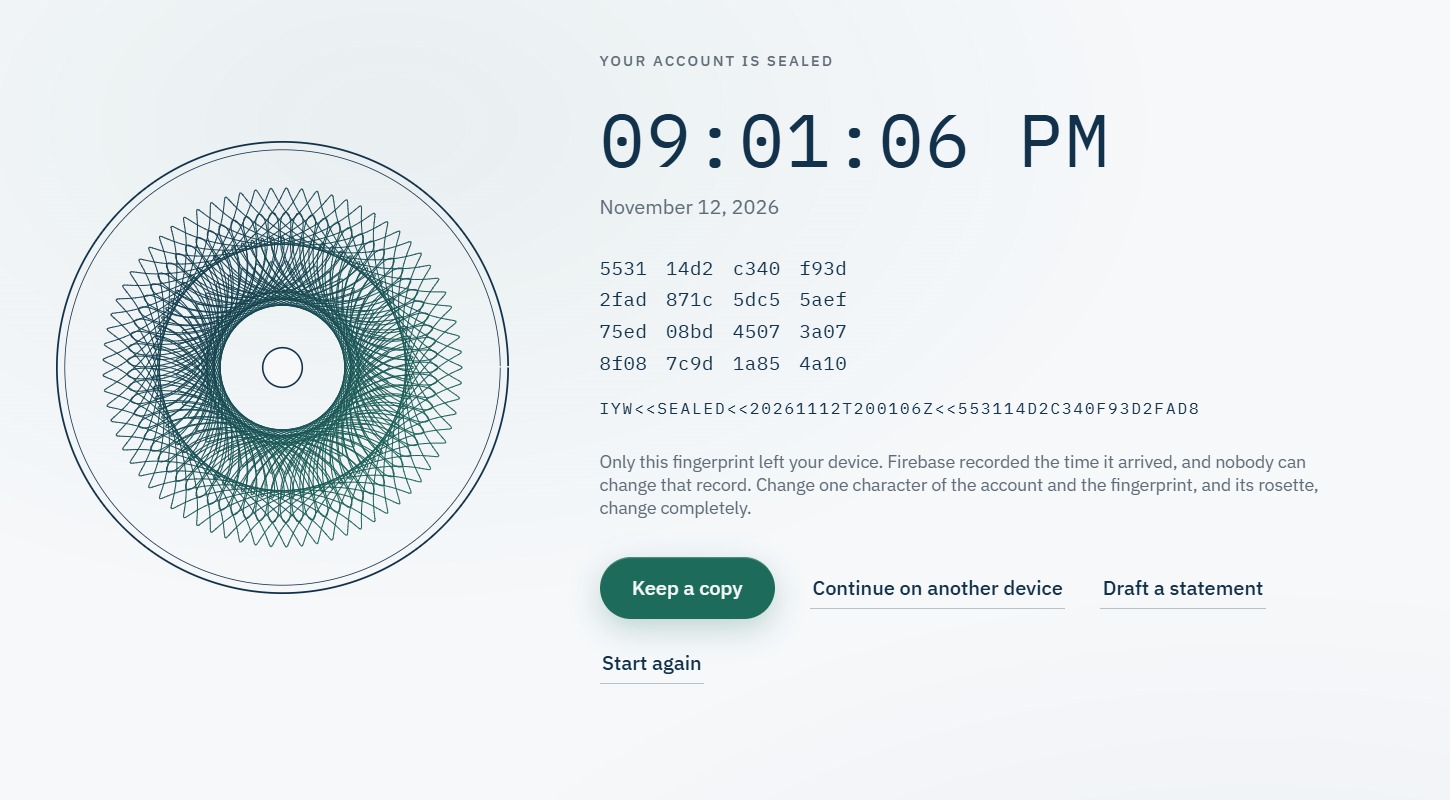 YOUR ACCOUNT IS SEALED
09:01:06 PM
November 12, 2026
5531 14d2 c340 f93d
2fad 871c 5dc5 5aef
75ed 08bd 4507 3a07
8f08 7c9d 1a85 4a10
IYW<<SEALED<<20261112T200106Z<<553114D2C340F93D2FAD8
Only this fingerprint left your device. Firebase recorded the time it arrived, and nobody can
change that record. Change one character of the account and the fingerprint, and its rosette,
change completely.
Keep a copy
Continue on another device
Draft a statement
Start again